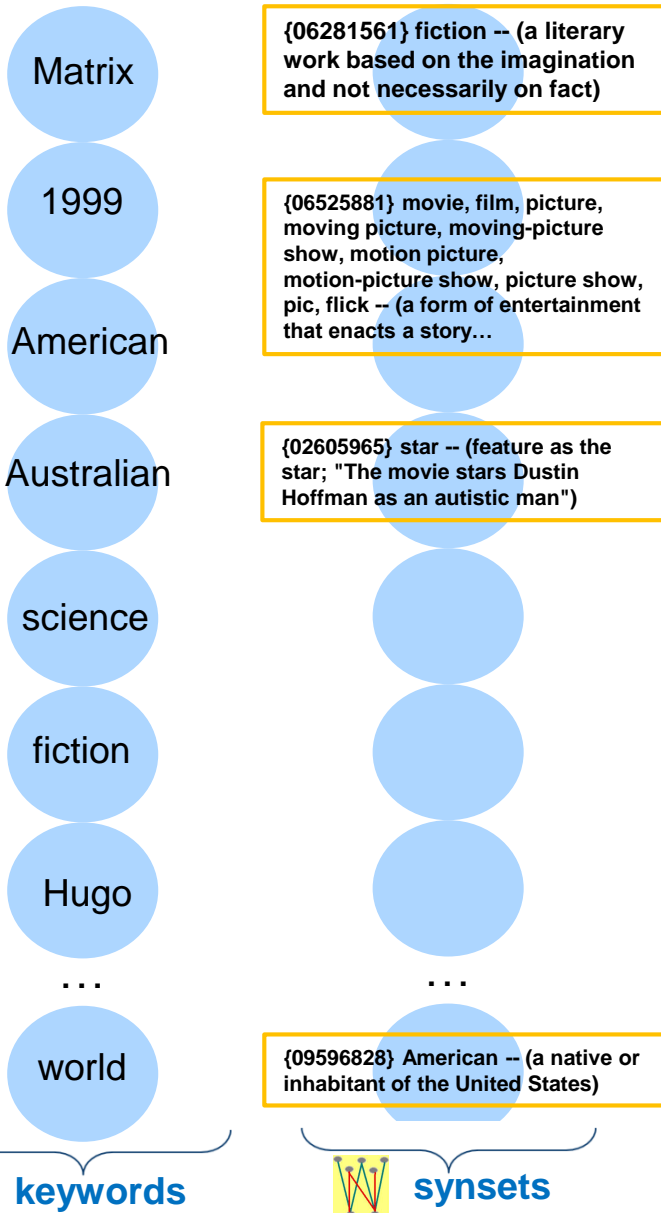 Matrix
1999
American
Australian
science
fiction
Hugo
...
world
keywords
{06281561} fiction -- (a literary
work based on the imagination
and not necessarily on fact)
{06525881} movie, film, picture,
moving picture, moving-picture
show, motion picture,
motion-picture show, picture show,
pic, flick -- (a form of entertainment
that enacts a story…
{02605965} star -- (feature as the
star; "The movie stars Dustin
Hoffman as an autistic man")
...
{09596828} American -- (a native or
inhabitant of the United States)
synsets